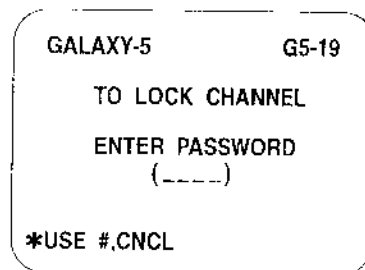 GALAXY-5 G5-19
TO LOCK CHANNEL
ENTER PASSWORD
(____)
*USE #,CNCL